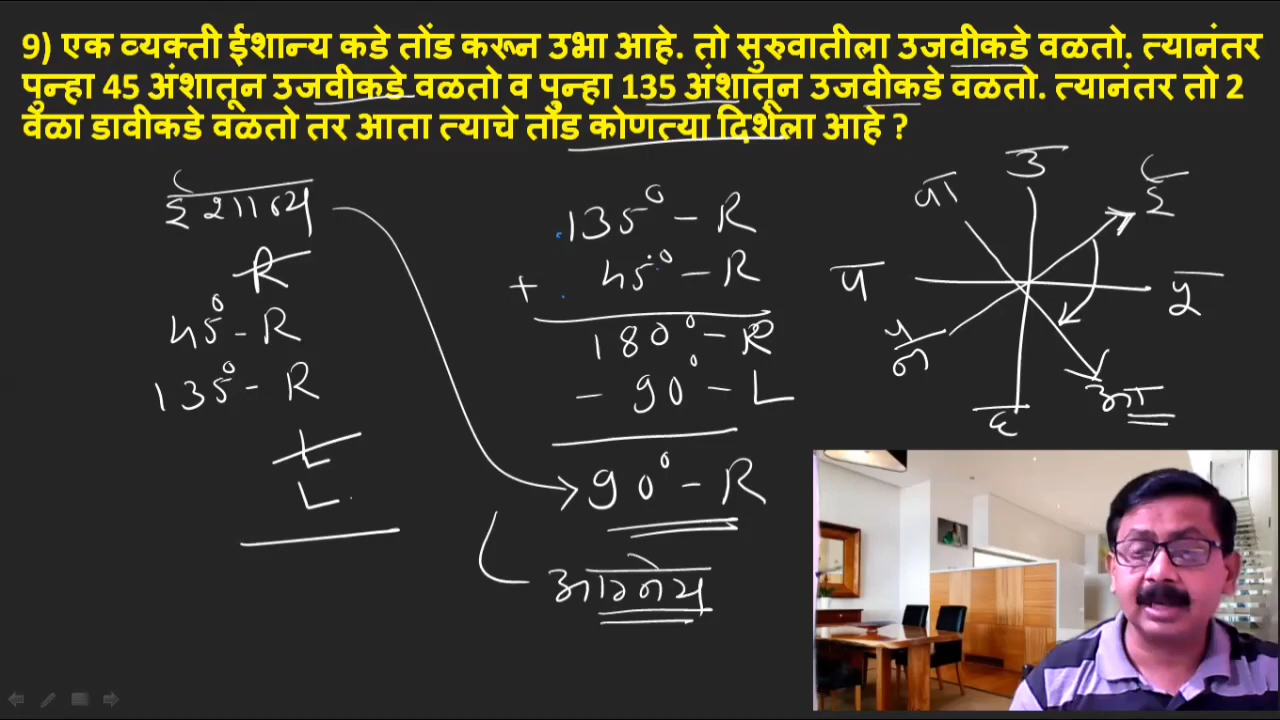 9) एक व्यक्ती ईशान्य कडे तोंड करून उभा आहे. तो सुरुवातीला उजवीकडे वळतो. त्यानंतर
पुन्हा 45 अंशातून उजवीकडे वळतो व पुन्हा 135 अंशातून उजवीकडे वळतो. त्यानंतर तो 2
वेळा डावीकडे वळतो तर आता त्याचे तोंड कोणत्या दिशेला आहे ?
ईशान्य
R
45° - R
135° - R
L
L
135° - R
+ 45° - R
180° - R
- 90° - L
90° - R
आग्नेय
उ
ई
वा
प
पू
नै
द
आ